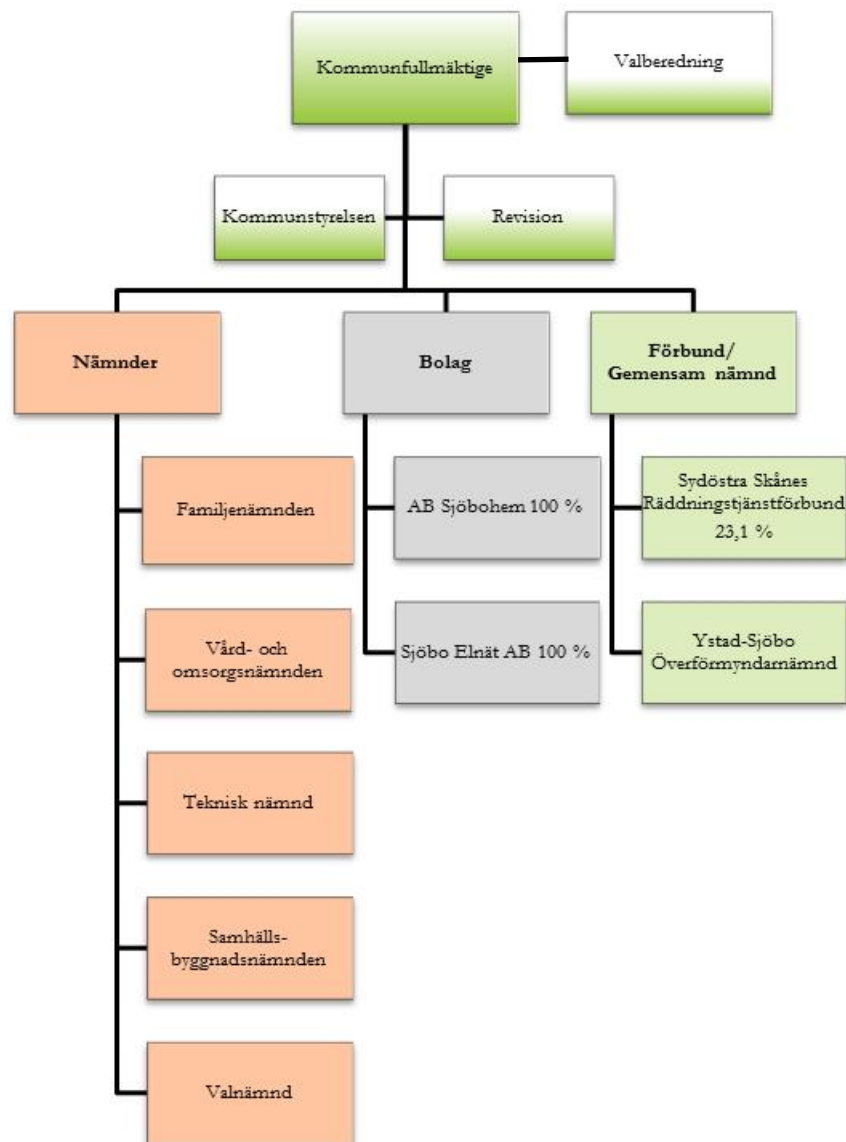 Kommunfullmäktige
Valberedning
Kommunstyrelsen
Revision
Nämnder
Bolag
Förbund/
Gemensam nämnd
Familjenämnden
Vård- och
omsorgsnämnden
Teknisk nämnd
Samhälls-
byggnadsnämnden
Valnämnd
AB Sjöbohem 100 %
Sjöbo Elnät AB 100 %
Sydöstra Skånes
Räddningstjänstförbund
23,1 %
Ystad-Sjöbo
Överförmyndarnämnd